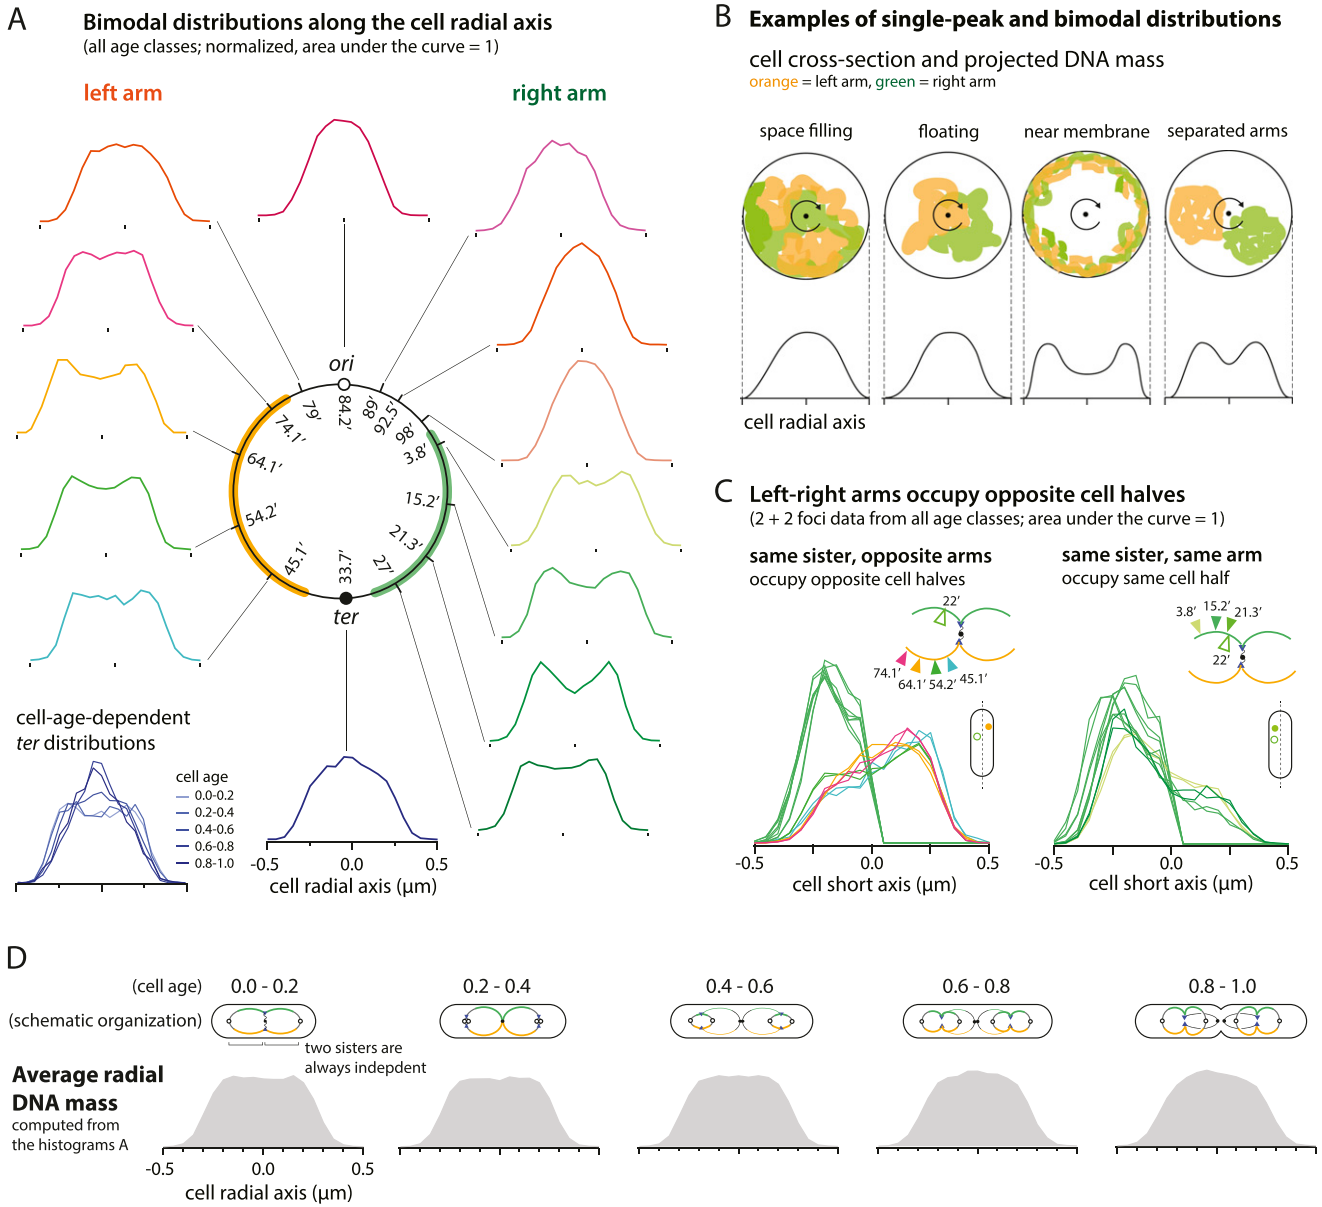 A
Bimodal distributions along the cell radial axis
(all age classes; normalized, area under the curve = 1)
left arm
right arm
ori
84.2′
89′
92.5′
98′
3.8′
15.2′
21.3′
27′
33.7′
45.1′
54.2′
64.1′
74.1′
79′
ter
cell-age-dependent
ter distributions
cell age
0.0-0.2
0.2-0.4
0.4-0.6
0.6-0.8
0.8-1.0
-0.5
0.0
0.5
cell radial axis (μm)
B
Examples of single-peak and bimodal distributions
cell cross-section and projected DNA mass
orange = left arm, green = right arm
space filling
floating
near membrane
separated arms
cell radial axis
C
Left-right arms occupy opposite cell halves
(2 + 2 foci data from all age classes; area under the curve = 1)
same sister, opposite arms
occupy opposite cell halves
22′
74.1′
64.1′
54.2′
45.1′
-0.5
0.0
0.5
cell short axis (μm)
same sister, same arm
occupy same cell half
3.8′
15.2′
21.3′
22′
-0.5
0.0
0.5
cell short axis (μm)
D
(cell age)
0.0 - 0.2
0.2 - 0.4
0.4 - 0.6
0.6 - 0.8
0.8 - 1.0
(schematic organization)
two sisters are
always indepdent
Average radial
DNA mass
computed from
the histograms A
-0.5
0.0
0.5
cell radial axis (μm)